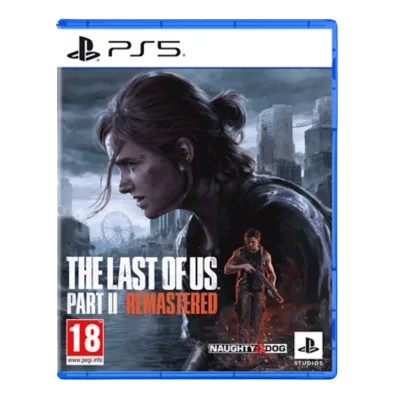 PS5
THE LAST OF US
PART II REMASTERED
18
www.pegi.info
NAUGHTY DOG
STUDIOS